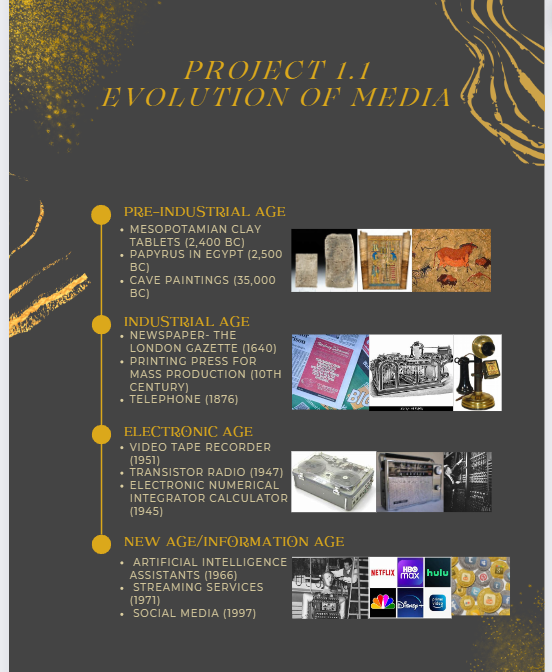 PROJECT 1.1
EVOLUTION OF MEDIA
PRE-INDUSTRIAL AGE
• MESOPOTAMIAN CLAY
TABLETS (2,400 BC)
• PAPYRUS IN EGYPT (2,500
BC)
• CAVE PAINTINGS (35,000
BC)
INDUSTRIAL AGE
• NEWSPAPER- THE
LONDON GAZETTE (1640)
• PRINTING PRESS FOR
MASS PRODUCTION (10TH
CENTURY)
• TELEPHONE (1876)
ELECTRONIC AGE
• VIDEO TAPE RECORDER
(1951)
• TRANSISTOR RADIO (1947)
• ELECTRONIC NUMERICAL
INTEGRATOR CALCULATOR
(1945)
NEW AGE/INFORMATION AGE
• ARTIFICIAL INTELLIGENCE
ASSISTANTS (1966)
• STREAMING SERVICES
(1971)
• SOCIAL MEDIA (1997)
NETFLIX
HBO
max
hulu
Disney+
prime
video